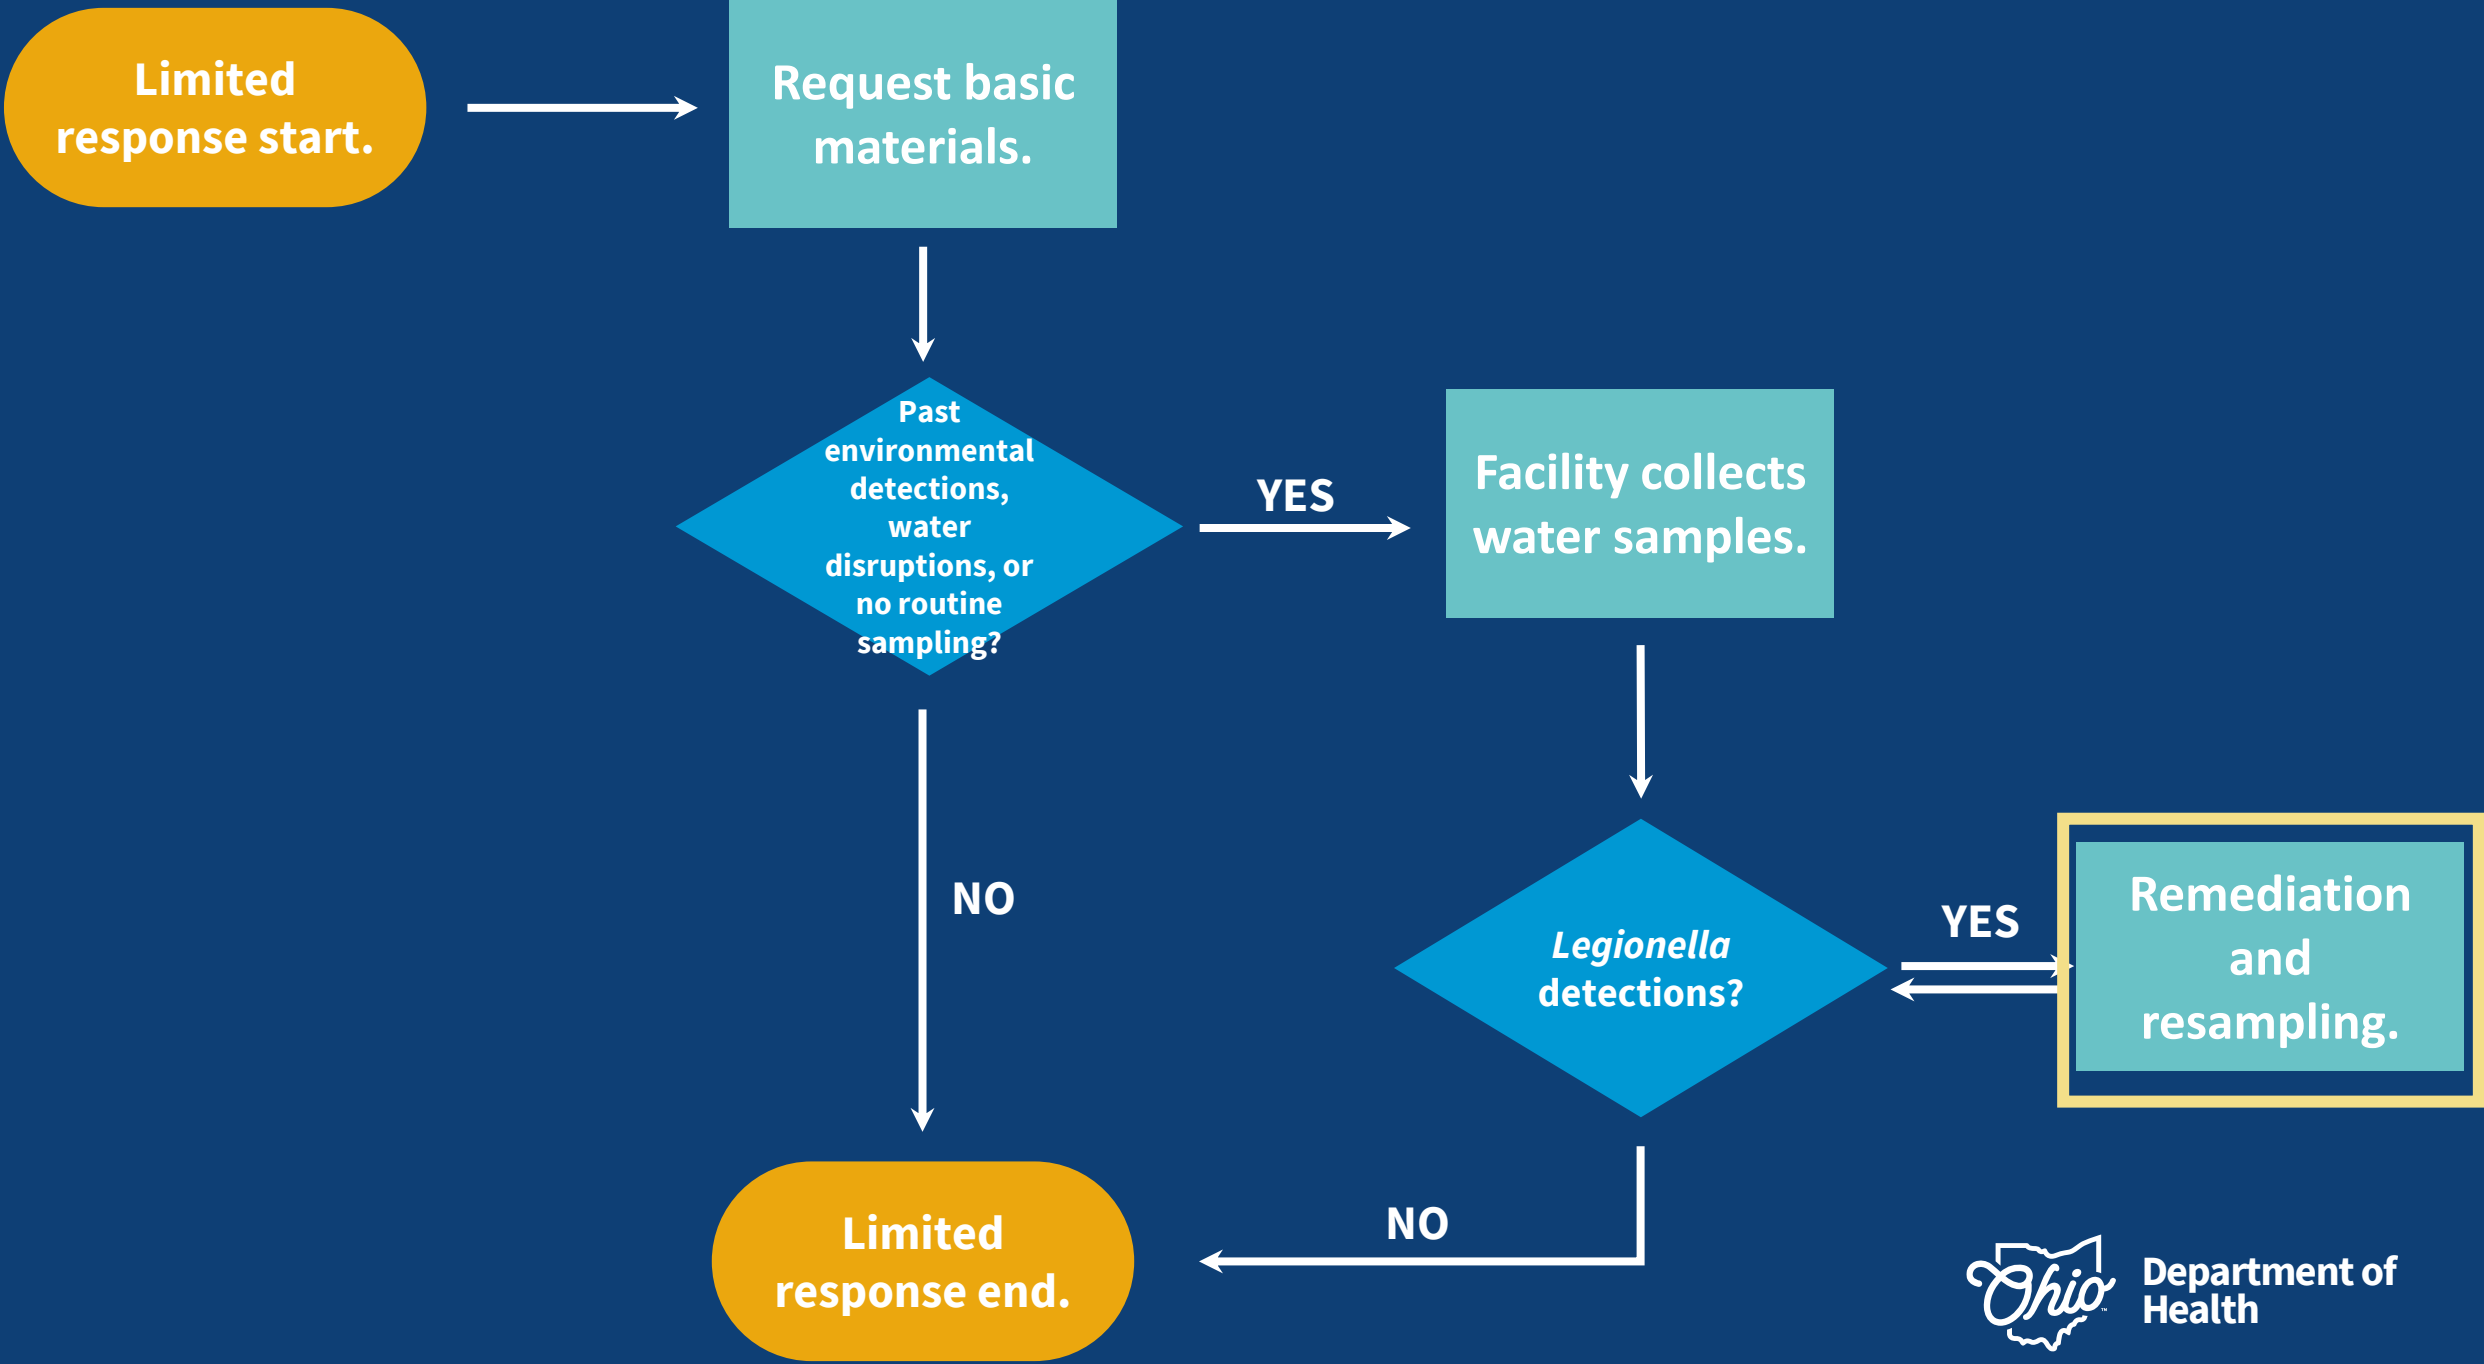 Limited
response start.
Request basic
materials.
Past
environmental
detections,
water
disruptions, or
no routine
sampling?
YES
Facility collects
water samples.
NO
Legionella
detections?
YES
Remediation
and
resampling.
NO
Limited
response end.
Ohio™
Department of
Health